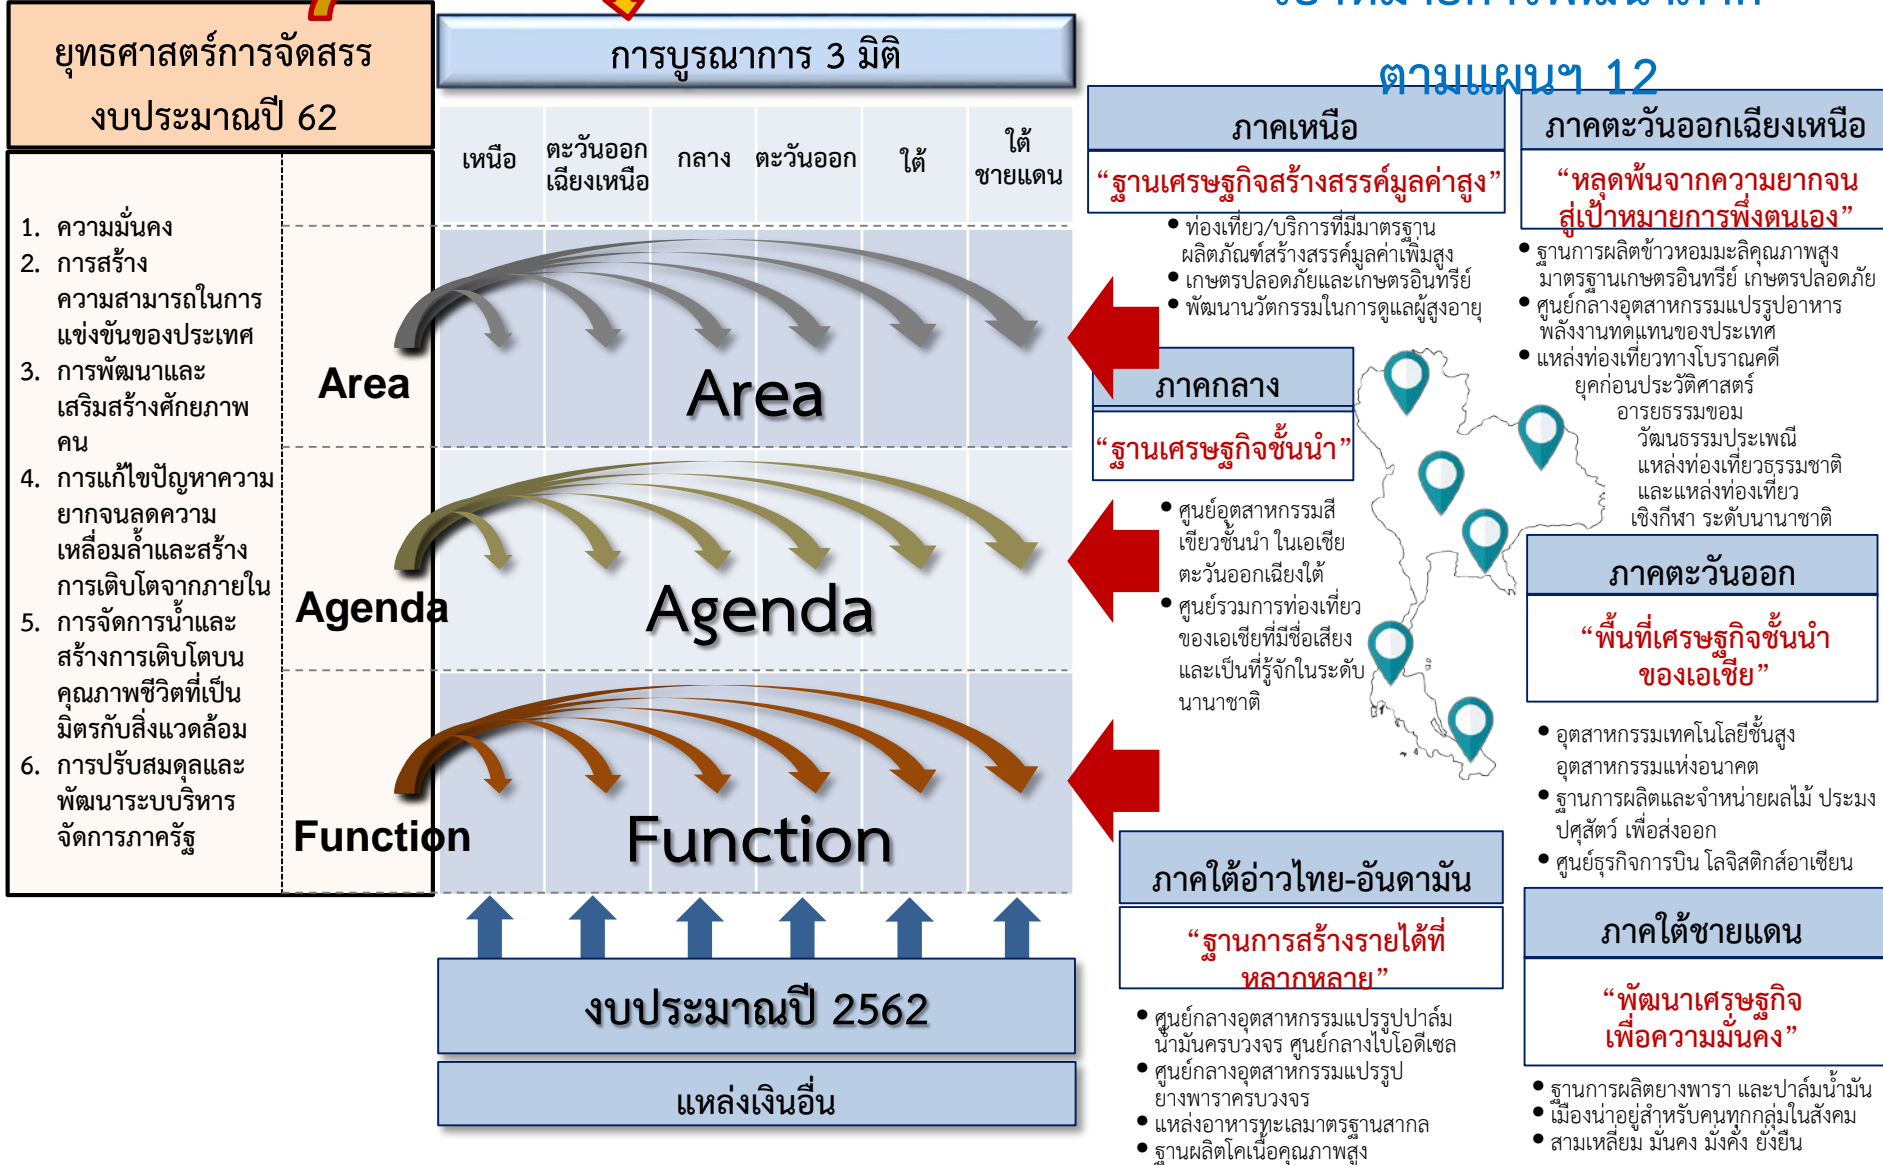 ยุทธศาสตร์การจัดสรร
งบประมาณปี 62
1. ความมั่นคง
2. การสร้าง
ความสามารถในการ
แข่งขันของประเทศ
3. การพัฒนาและ
เสริมสร้างศักยภาพ
คน
4. การแก้ไขปัญหาความ
ยากจนลดความ
เหลื่อมล้ำและสร้าง
การเติบโตจากภายใน
5. การจัดการน้ำและ
สร้างการเติบโตบน
คุณภาพชีวิตที่เป็น
มิตรกับสิ่งแวดล้อม
6. การปรับสมดุลและ
พัฒนาระบบบริหาร
จัดการภาครัฐ
Area
Agenda
Function
การบูรณาการ 3 มิติ
เหนือ
ตะวันออก
เฉียงเหนือ
กลาง
ตะวันออก
ใต้
ใต้
ชายแดน
Area
Agenda
Function
งบประมาณปี 2562
แหล่งเงินอื่น
เป้าหมายการพัฒนาภาค
ตามแผนฯ 12
ภาคเหนือ
“ฐานเศรษฐกิจสร้างสรรค์มูลค่าสูง”
• ท่องเที่ยว/บริการที่มีมาตรฐาน
ผลิตภัณฑ์สร้างสรรค์มูลค่าเพิ่มสูง
• เกษตรปลอดภัยและเกษตรอินทรีย์
• พัฒนานวัตกรรมในการดูแลผู้สูงอายุ
ภาคตะวันออกเฉียงเหนือ
“หลุดพ้นจากความยากจน
สู่เป้าหมายการพึ่งตนเอง”
• ฐานการผลิตข้าวหอมมะลิคุณภาพสูง
มาตรฐานเกษตรอินทรีย์ เกษตรปลอดภัย
• ศูนย์กลางอุตสาหกรรมแปรรูปอาหาร
พลังงานทดแทนของประเทศ
• แหล่งท่องเที่ยวทางโบราณคดี
ยุคก่อนประวัติศาสตร์
อารยธรรมขอม
วัฒนธรรมประเพณี
แหล่งท่องเที่ยวธรรมชาติ
และแหล่งท่องเที่ยว
เชิงกีฬา ระดับนานาชาติ
ภาคกลาง
“ฐานเศรษฐกิจชั้นนำ”
• ศูนย์อุตสาหกรรมสี
เขียวชั้นนำ ในเอเชีย
ตะวันออกเฉียงใต้
• ศูนย์รวมการท่องเที่ยว
ของเอเชียที่มีชื่อเสียง
และเป็นที่รู้จักในระดับ
นานาชาติ
ภาคตะวันออก
“พื้นที่เศรษฐกิจชั้นนำ
ของเอเชีย”
• อุตสาหกรรมเทคโนโลยีชั้นสูง
อุตสาหกรรมแห่งอนาคต
• ฐานการผลิตและจำหน่ายผลไม้ ประมง
ปศุสัตว์ เพื่อส่งออก
• ศูนย์ธุรกิจการบิน โลจิสติกส์อาเซียน
ภาคใต้อ่าวไทย-อันดามัน
“ฐานการสร้างรายได้ที่
หลากหลาย”
• ศูนย์กลางอุตสาหกรรมแปรรูปปาล์ม
น้ำมันครบวงจร ศูนย์กลางไบโอดีเซล
• ศูนย์กลางอุตสาหกรรมแปรรูป
ยางพาราครบวงจร
• แหล่งอาหารทะเลมาตรฐานสากล
• ฐานผลิตโคเนื้อคุณภาพสูง
ภาคใต้ชายแดน
“พัฒนาเศรษฐกิจ
เพื่อความมั่นคง”
• ฐานการผลิตยางพารา และปาล์มน้ำมัน
• เมืองน่าอยู่สำหรับคนทุกกลุ่มในสังคม
• สามเหลี่ยม มั่นคง มั่งคั่ง ยั่งยืน